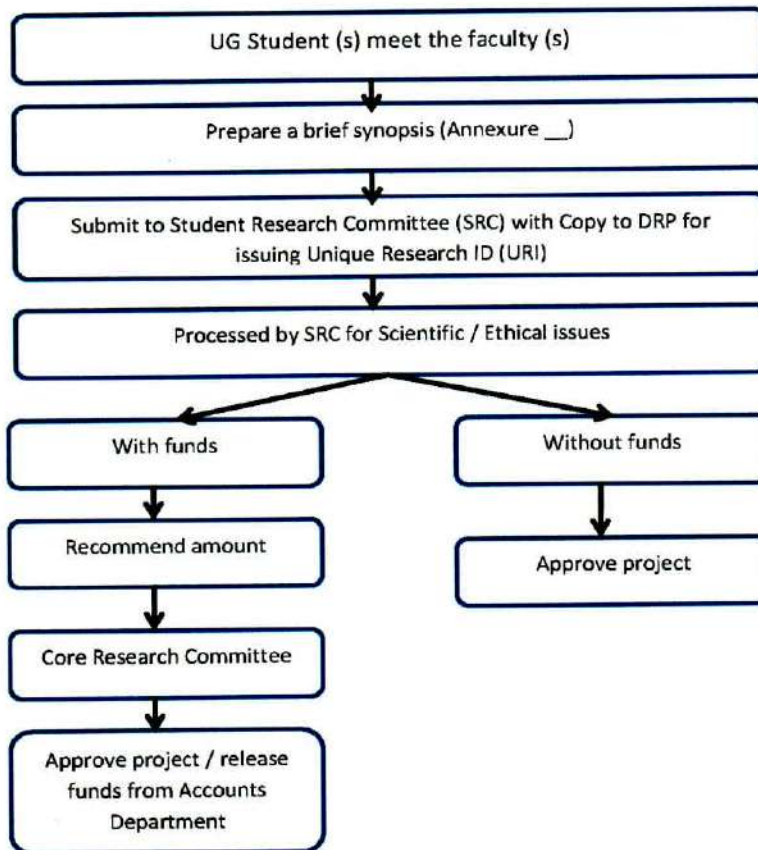 UG Student (s) meet the faculty (s)
Prepare a brief synopsis (Annexure __)
Submit to Student Research Committee (SRC) with Copy to DRP for
issuing Unique Research ID (URI)
Processed by SRC for Scientific / Ethical issues
With funds
Without funds
Recommend amount
Approve project
Core Research Committee
Approve project / release
funds from Accounts
Department